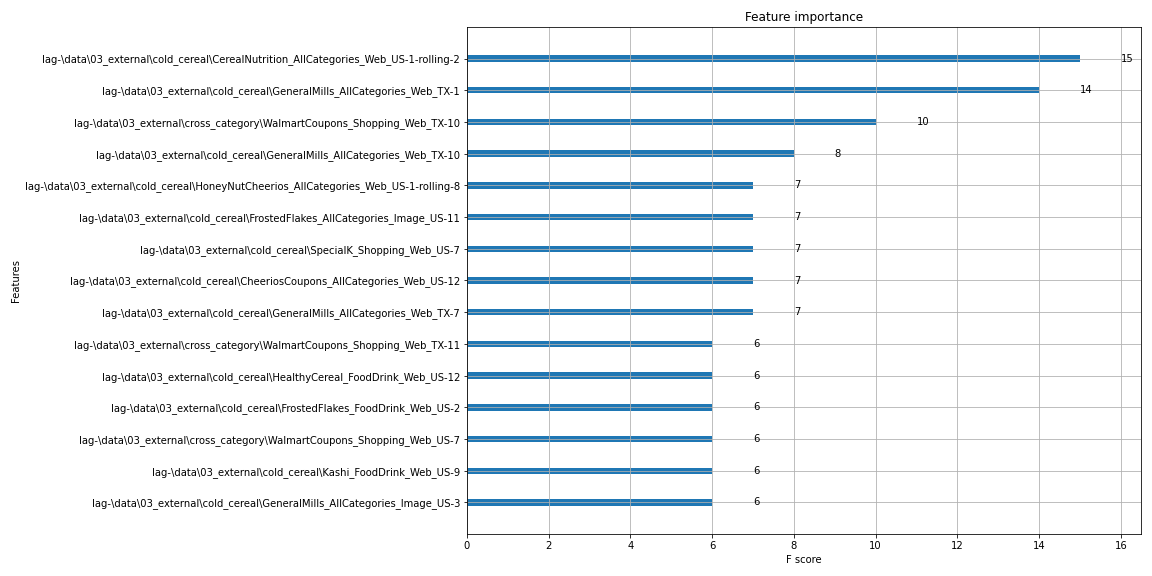 Feature importance
Features
lag-\data\03_external\cold_cereal\CerealNutrition_AllCategories_Web_US-1-rolling-2 15
lag-\data\03_external\cold_cereal\GeneralMills_AllCategories_Web_TX-1 14
lag-\data\03_external\cross_category\WalmartCoupons_Shopping_Web_TX-10 10
lag-\data\03_external\cold_cereal\GeneralMills_AllCategories_Web_TX-10 8
lag-\data\03_external\cold_cereal\HoneyNutCheerios_AllCategories_Web_US-1-rolling-8 7
lag-\data\03_external\cold_cereal\FrostedFlakes_AllCategories_Image_US-11 7
lag-\data\03_external\cold_cereal\SpecialK_Shopping_Web_US-7 7
lag-\data\03_external\cold_cereal\CheeriosCoupons_AllCategories_Web_US-12 7
lag-\data\03_external\cold_cereal\GeneralMills_AllCategories_Web_TX-7 7
lag-\data\03_external\cross_category\WalmartCoupons_Shopping_Web_TX-11 6
lag-\data\03_external\cold_cereal\HealthyCereal_FoodDrink_Web_US-12 6
lag-\data\03_external\cold_cereal\FrostedFlakes_FoodDrink_Web_US-2 6
lag-\data\03_external\cross_category\WalmartCoupons_Shopping_Web_US-7 6
lag-\data\03_external\cold_cereal\Kashi_FoodDrink_Web_US-9 6
lag-\data\03_external\cold_cereal\GeneralMills_AllCategories_Image_US-3 6
0 2 4 6 8 10 12 14 16
F score